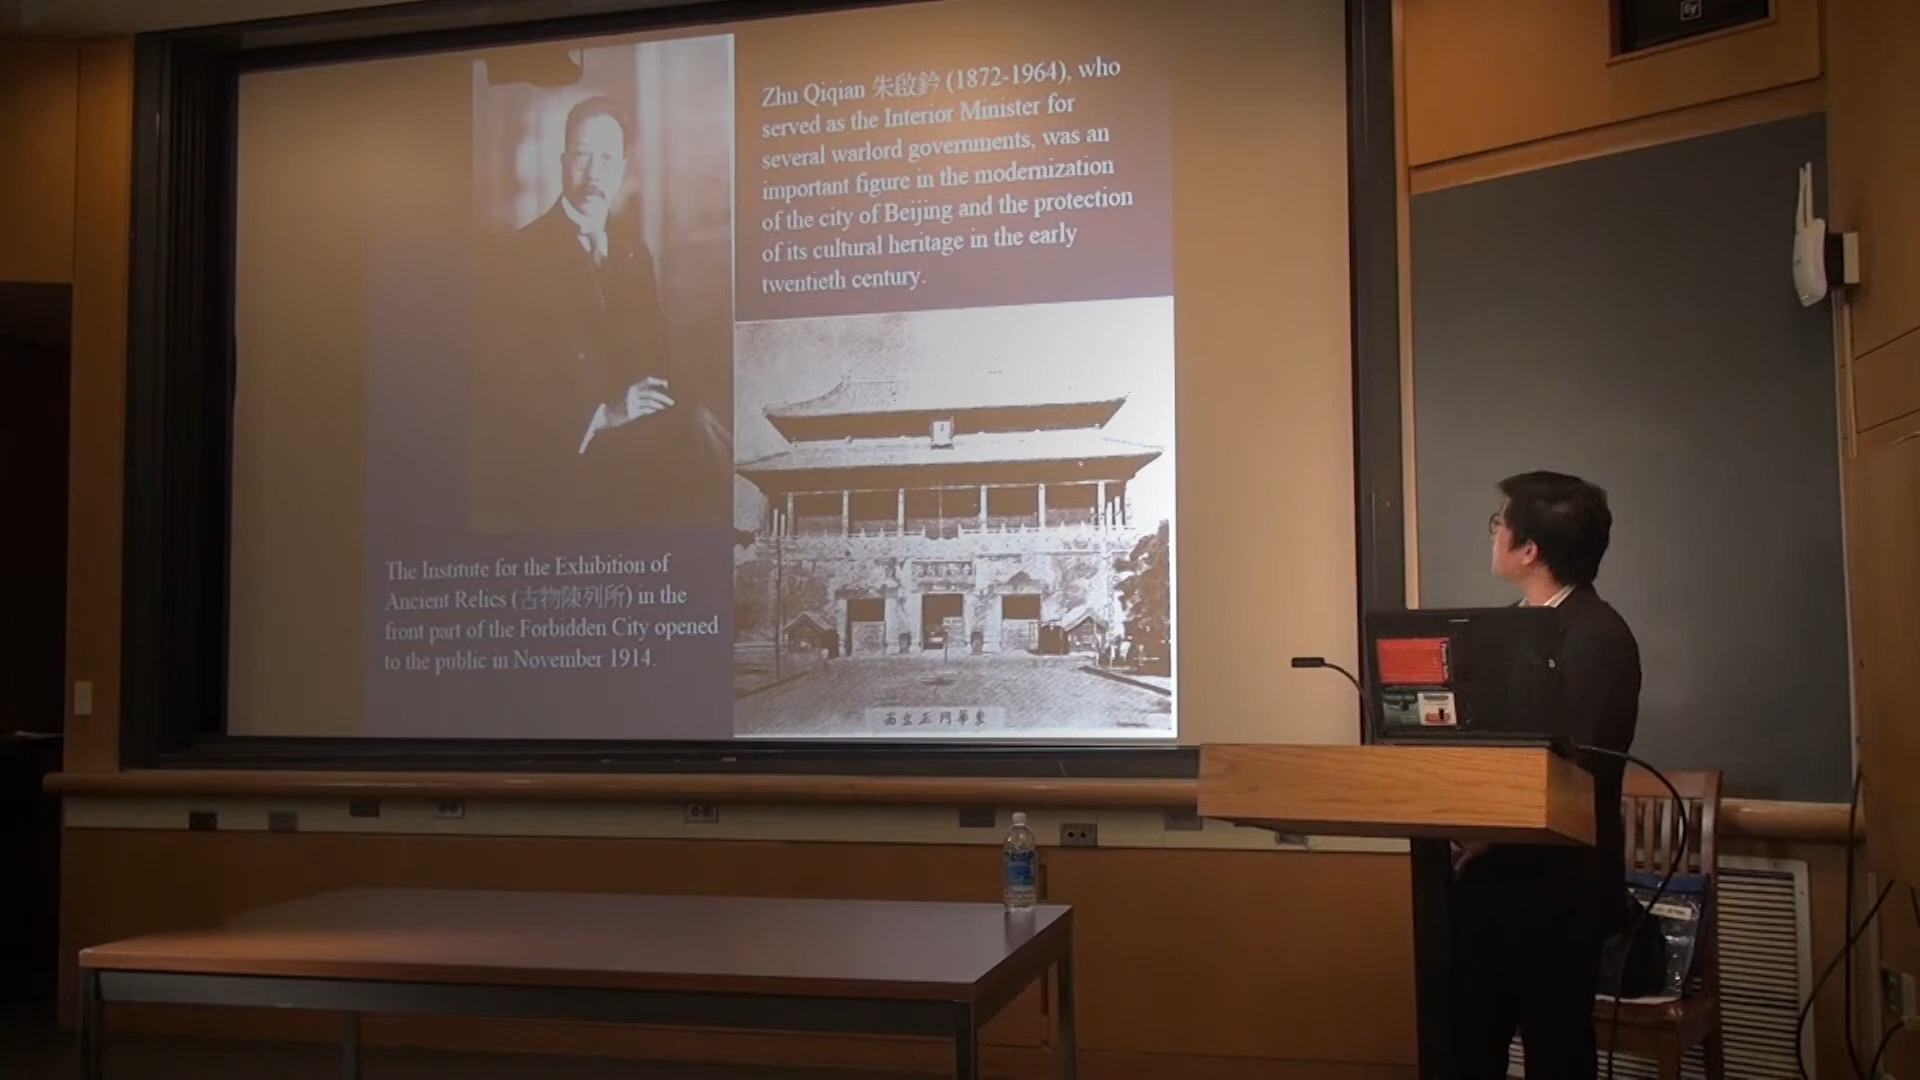 Zhu Qiqian 朱啟鈐 (1872-1964), who
served as the Interior Minister for
several warlord governments, was an
important figure in the modernization
of the city of Beijing and the protection
of its cultural heritage in the early
twentieth century.
The Institute for the Exhibition of
Ancient Relics (古物陳列所) in the
front part of the Forbidden City opened
to the public in November 1914.